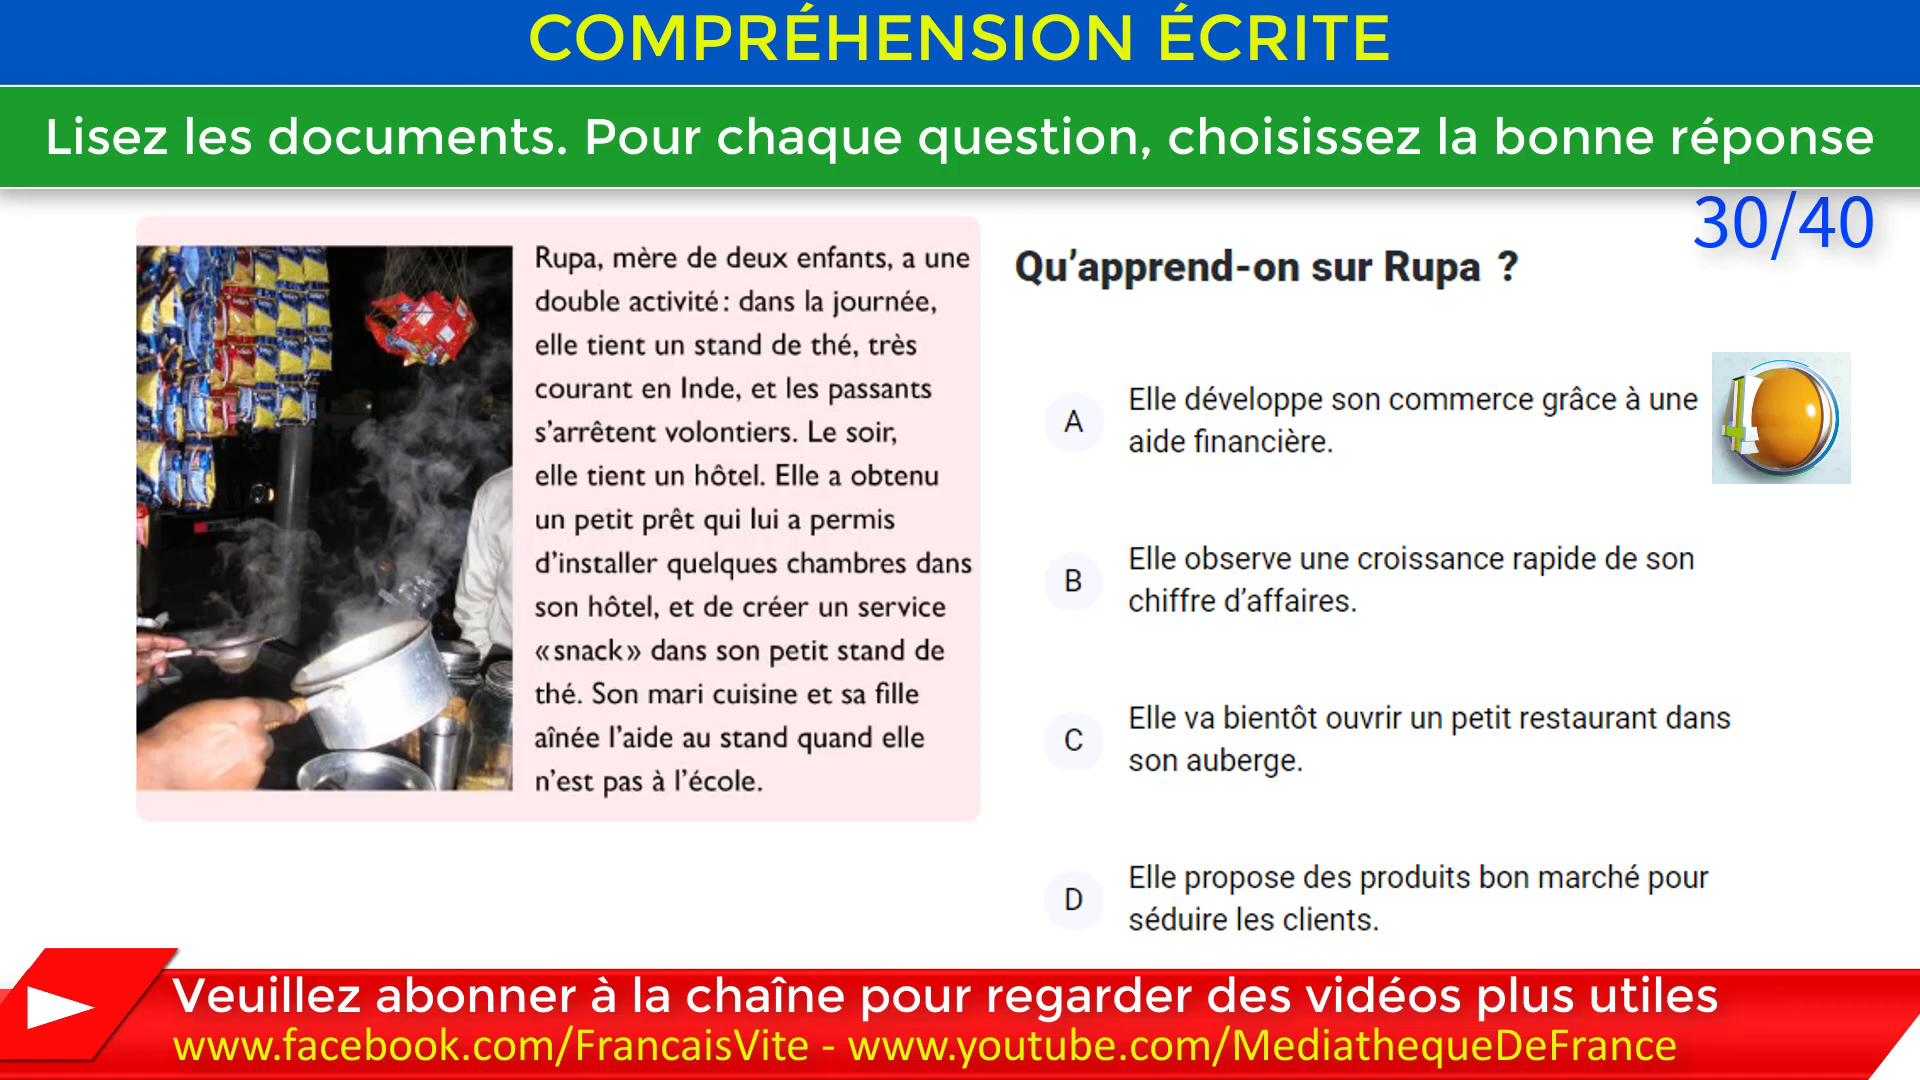 COMPRÉHENSION ÉCRITE
Lisez les documents. Pour chaque question, choisissez la bonne réponse
30/40
Rupa, mère de deux enfants, a une
double activité : dans la journée,
elle tient un stand de thé, très
courant en Inde, et les passants
s'arrêtent volontiers. Le soir,
elle tient un hôtel. Elle a obtenu
un petit prêt qui lui a permis
d'installer quelques chambres dans
son hôtel, et de créer un service
« snack » dans son petit stand de
thé. Son mari cuisine et sa fille
aînée l'aide au stand quand elle
n'est pas à l'école.
Qu'apprend-on sur Rupa ?
A
Elle développe son commerce grâce à une
aide financière.
B
Elle observe une croissance rapide de son
chiffre d'affaires.
C
Elle va bientôt ouvrir un petit restaurant dans
son auberge.
D
Elle propose des produits bon marché pour
séduire les clients.
Veuillez abonner à la chaîne pour regarder des vidéos plus utiles
www.facebook.com/FrancaisVite - www.youtube.com/MediathequeDeFrance